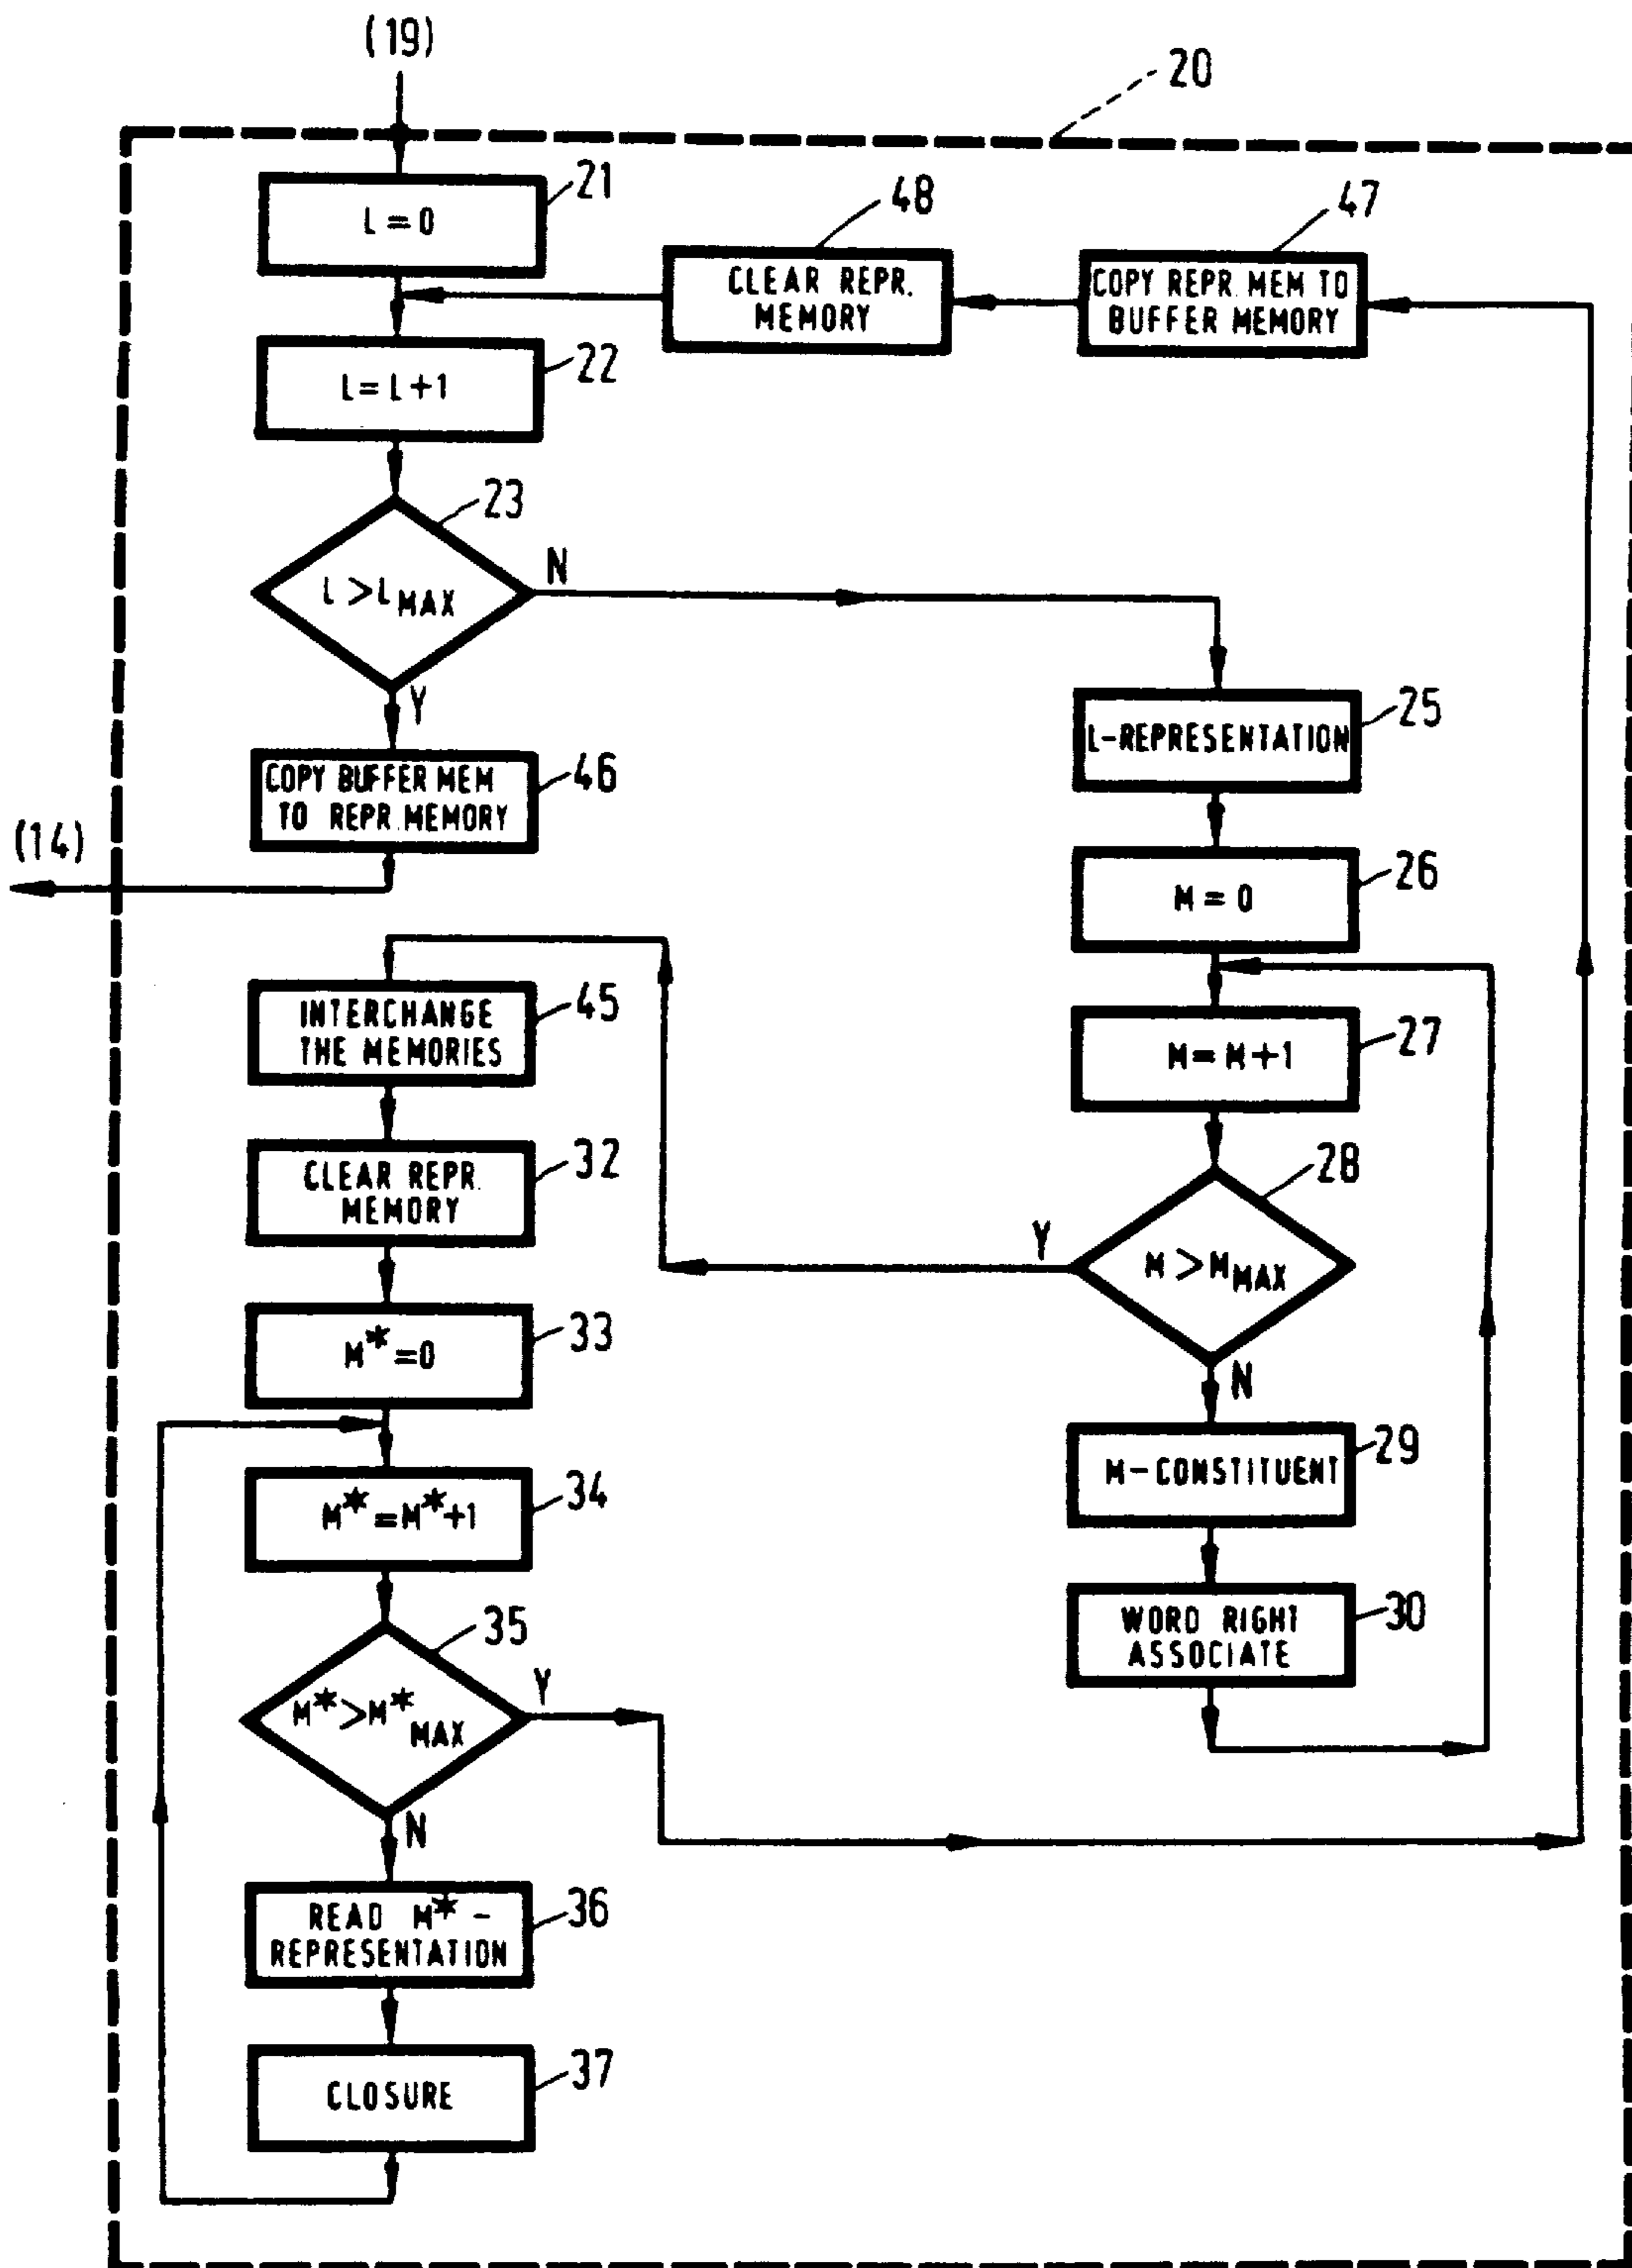 (19)
20
21
L = 0
48
47
CLEAR REPR.
MEMORY
COPY REPR. MEM TO
BUFFER MEMORY
22
L = L + 1
23
L > L MAX
N
Y
25
L-REPRESENTATION
46
COPY BUFFER MEM
TO REPR. MEMORY
(14)
26
M = 0
45
INTERCHANGE
THE MEMORIES
27
M = M + 1
32
CLEAR REPR.
MEMORY
28
M > M MAX
Y
N
33
M* = 0
29
M-CONSTITUENT
34
M* = M* + 1
30
WORD RIGHT
ASSOCIATE
35
M* > M* MAX
Y
N
36
READ M* -
REPRESENTATION
37
CLOSURE